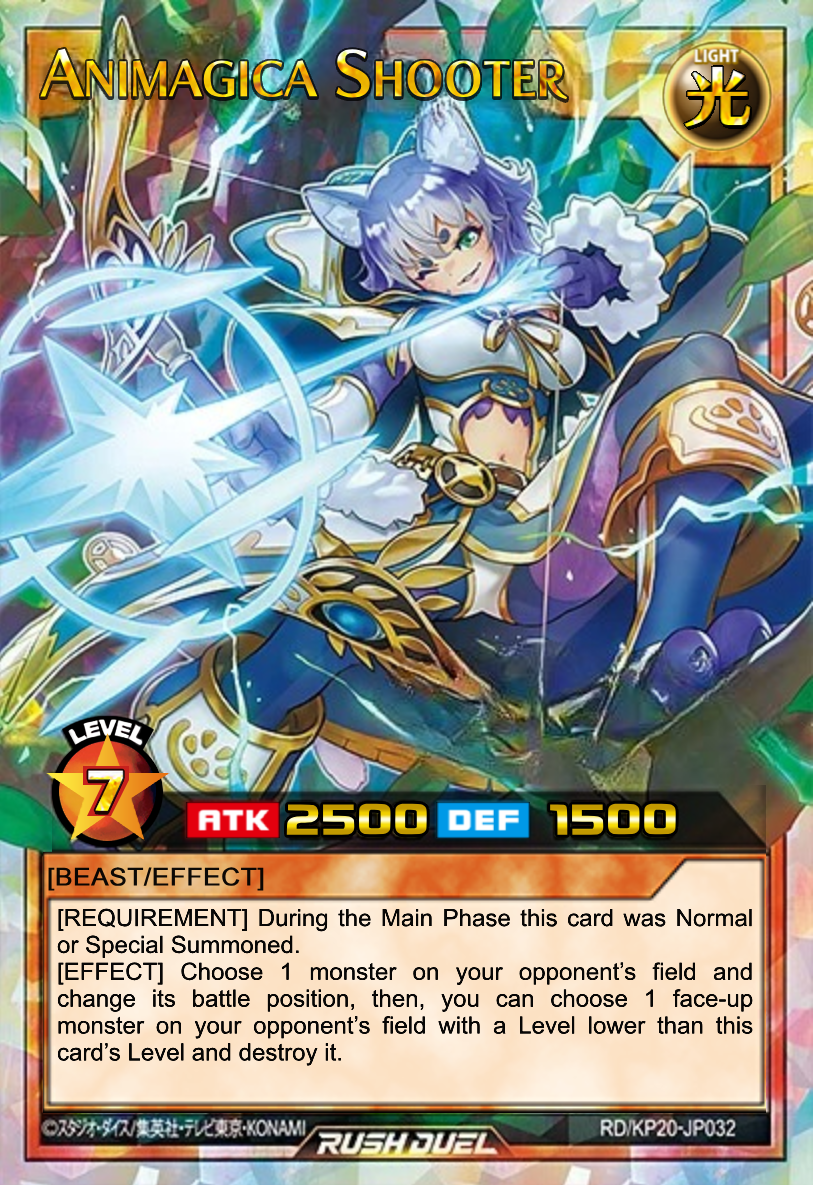 ANIMAGICA SHOOTER
LIGHT
光
LEVEL
7
ATK 2500 DEF 1500
[BEAST/EFFECT]
[REQUIREMENT] During the Main Phase this card was Normal
or Special Summoned.
[EFFECT] Choose 1 monster on your opponent's field and
change its battle position, then, you can choose 1 face-up
monster on your opponent's field with a Level lower than this
card's Level and destroy it.
©スタジオ・ダイス/集英社・テレビ東京・KONAMI
RUSH DUEL
RD/KP20-JP032